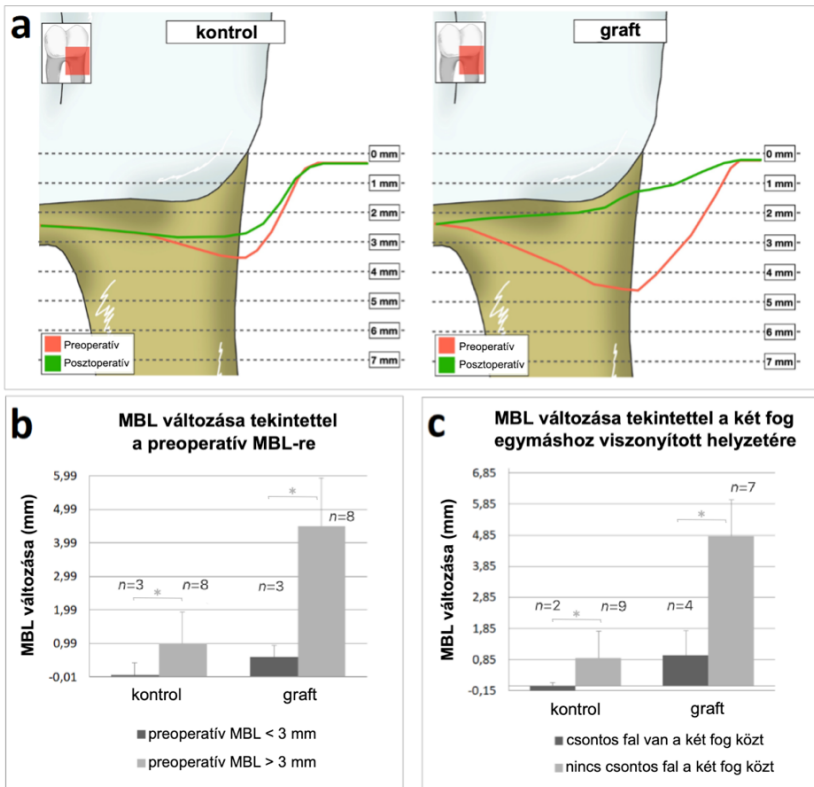 a
kontrol
0 mm
1 mm
2 mm
3 mm
4 mm
5 mm
6 mm
7 mm
Preoperatív
Posztoperatív
graft
0 mm
1 mm
2 mm
3 mm
4 mm
5 mm
6 mm
7 mm
Preoperatív
Posztoperatív
b
MBL változása tekintettel
a preoperatív MBL-re
MBL változása (mm)
5,99
4,99
3,99
2,99
1,99
0,99
-0,01
n=3
*
n=8
n=3
*
n=8
kontrol
graft
preoperatív MBL < 3 mm
preoperatív MBL > 3 mm
c
MBL változása tekintettel a két fog
egymáshoz viszonyított helyzetére
MBL változása (mm)
6,85
5,85
4,85
3,85
2,85
1,85
0,85
-0,15
n=2
*
n=9
n=4
*
n=7
kontrol
graft
csontos fal van a két fog közt
nincs csontos fal a két fog közt